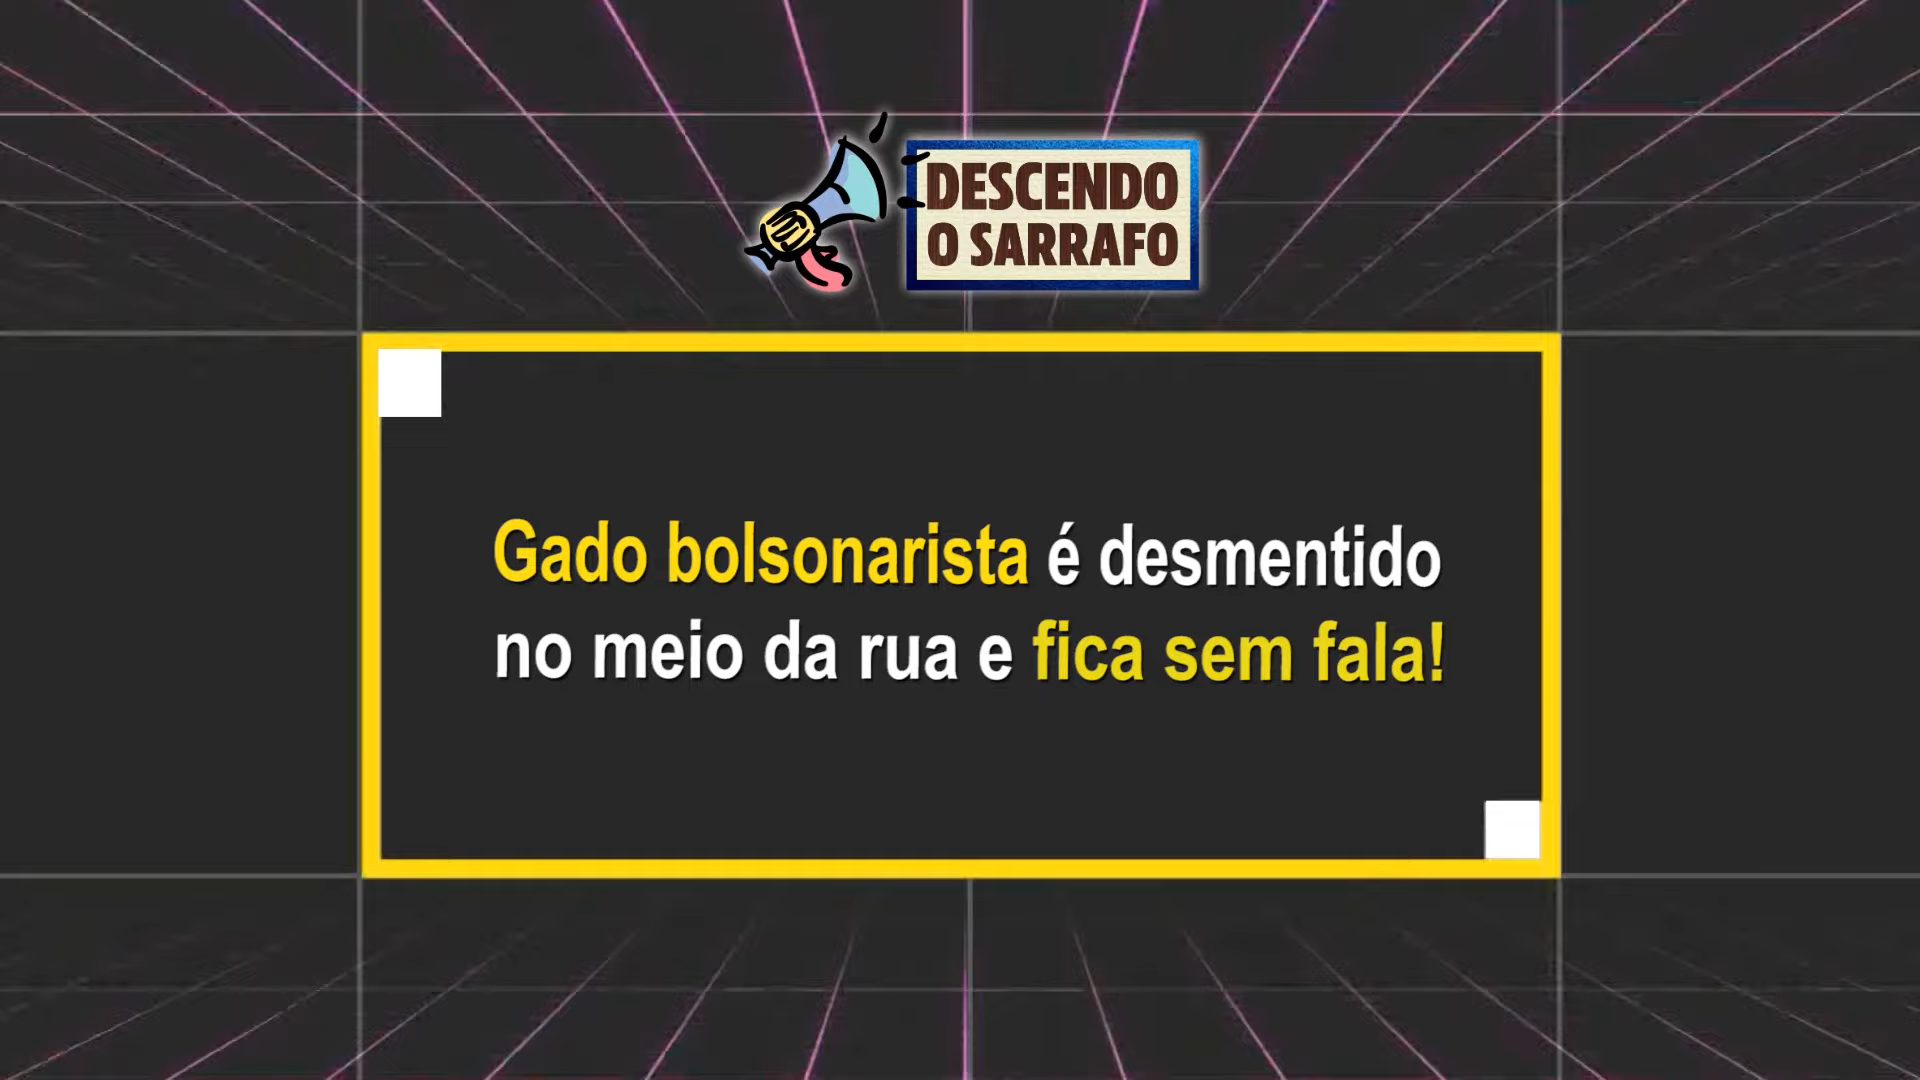 DESCENDO
O SARRAFO
Gado bolsonarista é desmentido
no meio da rua e fica sem fala!